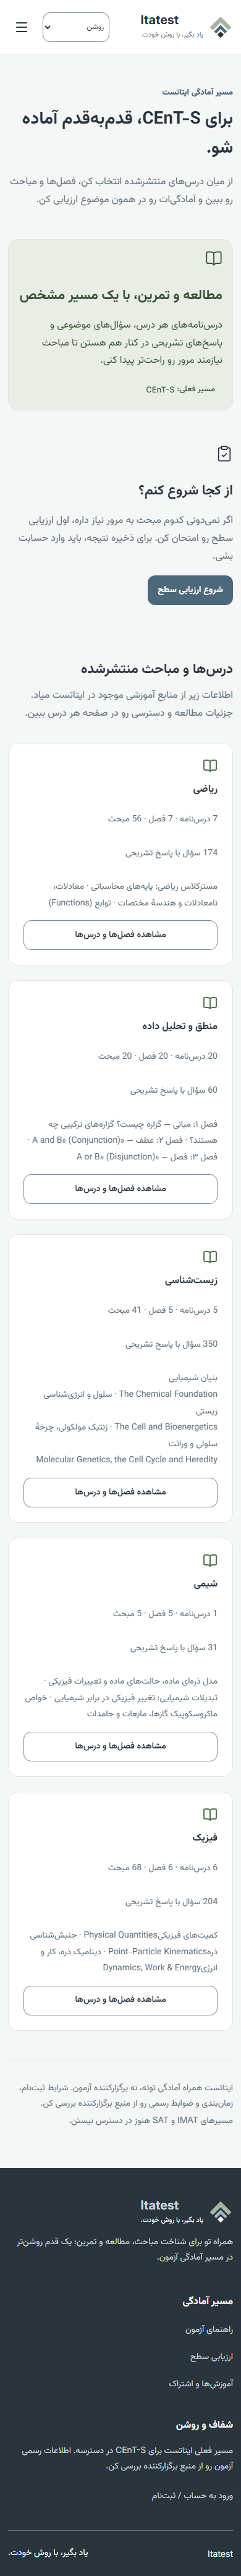 Itatest
یاد بگیر، با روش خودت.
روشن
مسیر آمادگی ایتاتست
برای CEnT-S، قدم‌به‌قدم آماده
شو.
از میان درس‌های منتشرشده انتخاب کن، فصل‌ها و مباحث
رو ببین و آمادگی‌ات رو در همون موضوع ارزیابی کن.
مطالعه و تمرین، با یک مسیر مشخص
درس‌نامه‌های هر درس، سؤال‌های موضوعی و
پاسخ‌های تشریحی در کنار هم هستن تا مباحث
نیازمند مرور رو راحت‌تر پیدا کنی.
مسیر فعلی: CEnT-S
از کجا شروع کنم؟
اگر نمی‌دونی کدوم مبحث به مرور نیاز داره، اول ارزیابی
سطح رو امتحان کن. برای ذخیره نتیجه، باید وارد حسابت
بشی.
شروع ارزیابی سطح
درس‌ها و مباحث منتشرشده
اطلاعات زیر از منابع آموزشی موجود در ایتاتست میاد.
جزئیات مطالعه و دسترسی رو در صفحه هر درس ببین.
ریاضی
7 درس‌نامه · 7 فصل · 56 مبحث
174 سؤال با پاسخ تشریحی
مسترکلاس ریاضی: پایه‌های محاسباتی · معادلات،
نامعادلات و هندسهٔ مختصات · توابع (Functions)
مشاهده فصل‌ها و درس‌ها
منطق و تحلیل داده
20 درس‌نامه · 20 فصل · 20 مبحث
60 سؤال با پاسخ تشریحی
فصل ۱: مبانی — گزاره چیست؟ گزاره‌های ترکیبی چه
هستند؟ · فصل ۲: عطف — «A and B» (Conjunction) ·
فصل ۳: فصل — «A or B» (Disjunction)
مشاهده فصل‌ها و درس‌ها
زیست‌شناسی
5 درس‌نامه · 5 فصل · 41 مبحث
350 سؤال با پاسخ تشریحی
بنیان شیمیایی
The Chemical Foundation · سلول و انرژی‌شناسی
زیستی
The Cell and Bioenergetics · ژنتیک مولکولی، چرخهٔ
سلولی و وراثت
Molecular Genetics, the Cell Cycle and Heredity
مشاهده فصل‌ها و درس‌ها
شیمی
1 درس‌نامه · 5 فصل · 5 مبحث
31 سؤال با پاسخ تشریحی
مدل ذره‌ای ماده، حالت‌های ماده و تغییرات فیزیکی ·
تبدیلات شیمیایی: تغییر فیزیکی در برابر شیمیایی · خواص
ماکروسکوپیک گازها، مایعات و جامدات
مشاهده فصل‌ها و درس‌ها
فیزیک
6 درس‌نامه · 6 فصل · 68 مبحث
204 سؤال با پاسخ تشریحی
کمیت‌های فیزیکیPhysical Quantities · جنبش‌شناسی
ذرهPoint-Particle Kinematics · دینامیک ذره، کار و
انرژیDynamics, Work & Energy
مشاهده فصل‌ها و درس‌ها
ایتاتست همراه آمادگی توئه، نه برگزارکننده آزمون. شرایط ثبت‌نام،
زمان‌بندی و ضوابط رسمی رو از منبع برگزارکننده بررسی کن.
مسیرهای IMAT و SAT هنوز در دسترس نیستن.
Itatest
یاد بگیر، با روش خودت.
همراه تو برای شناخت مباحث، مطالعه و تمرین؛ یک قدم روشن‌تر
در مسیر آمادگی آزمون.
مسیر آمادگی
راهنمای آزمون
ارزیابی سطح
آموزش‌ها و اشتراک
شفاف و روشن
مسیر فعلی ایتاتست برای CEnT-S در دسترسه. اطلاعات رسمی
آزمون رو از منبع برگزارکننده بررسی کن.
ورود به حساب / ثبت‌نام
Itatest
یاد بگیر، با روش خودت.